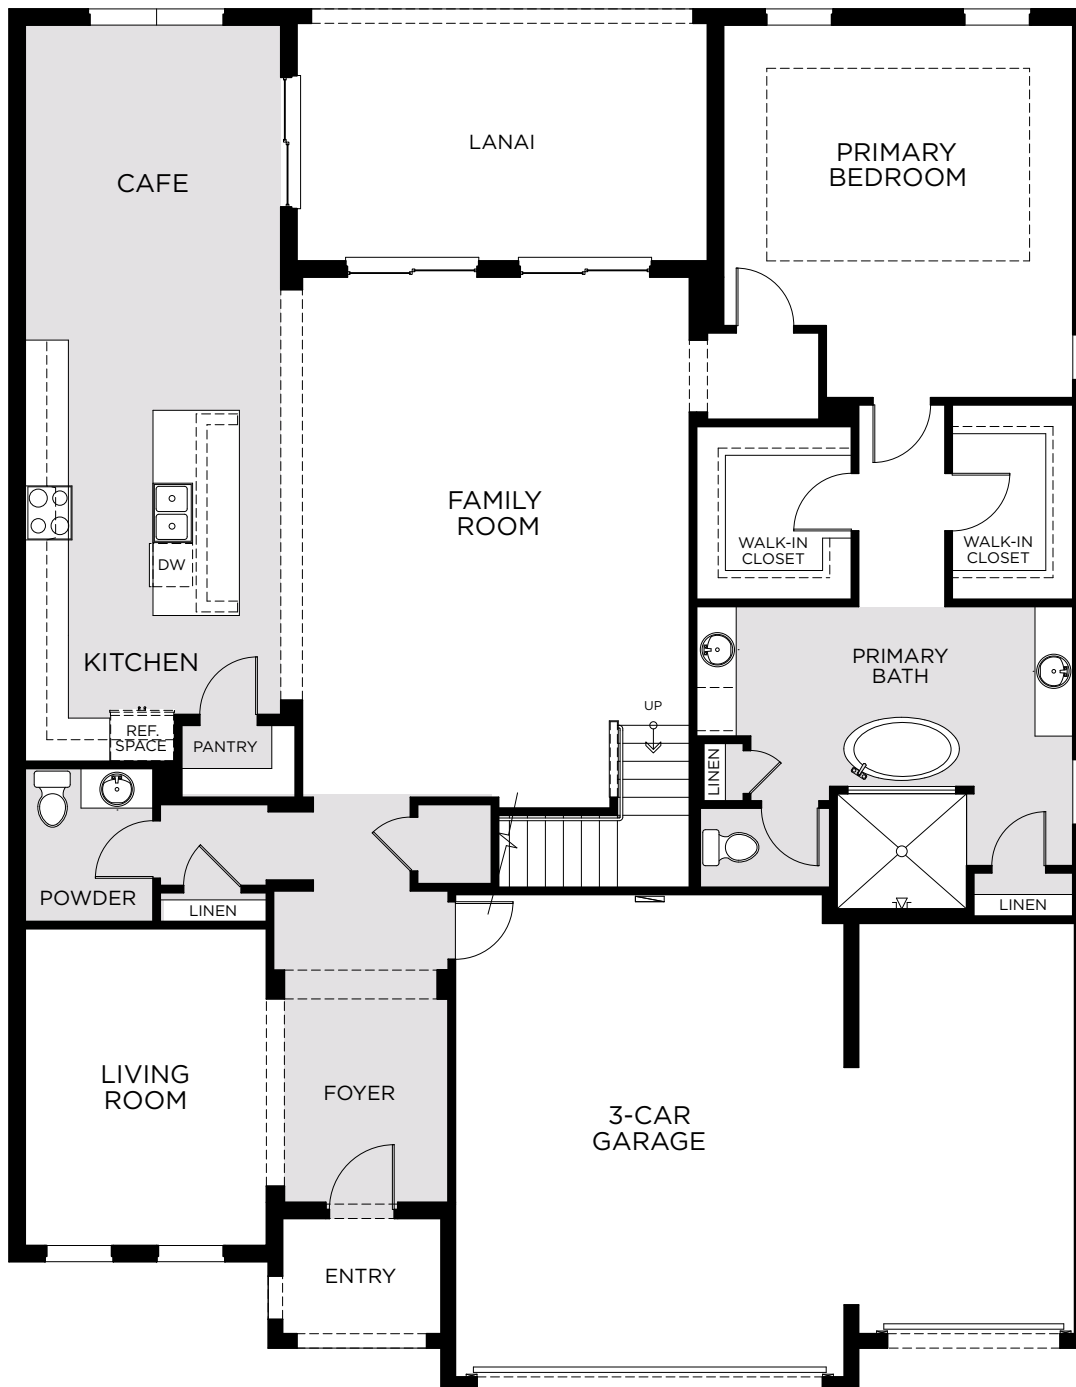 LANAI
PRIMARY
BEDROOM
CAFE
FAMILY
ROOM
WALK-IN
CLOSET
WALK-IN
CLOSET
DW
KITCHEN
PRIMARY
BATH
UP
REF.
SPACE
PANTRY
LINEN
POWDER
LINEN
LINEN
LIVING
ROOM
FOYER
3-CAR
GARAGE
ENTRY